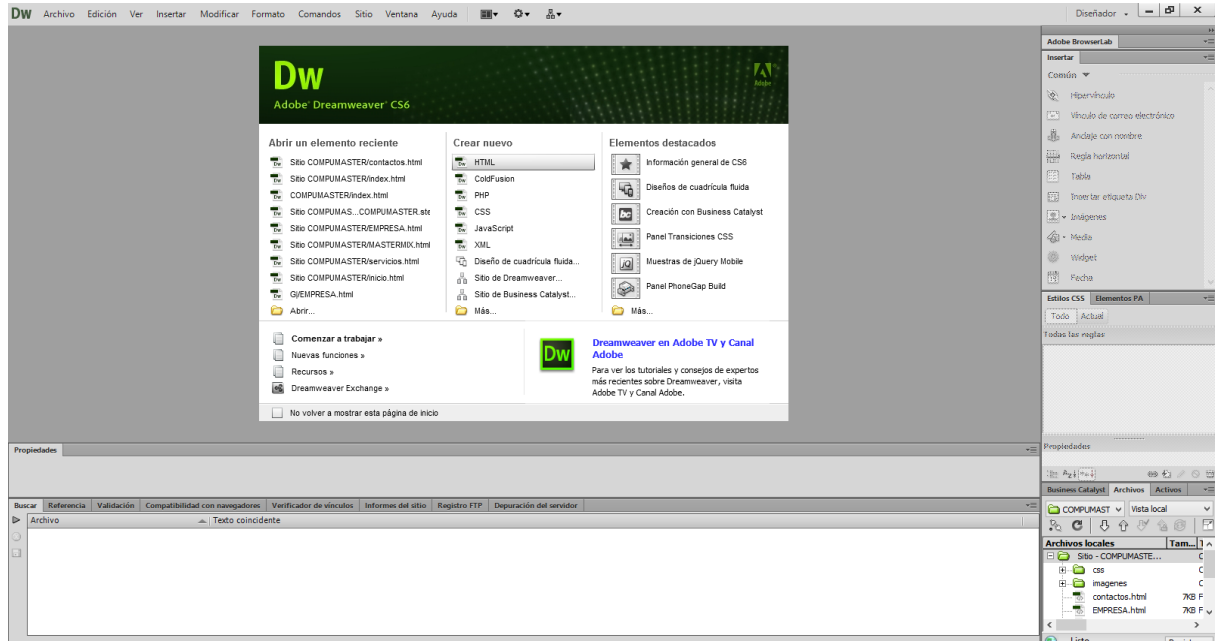 Dw Archivo Edición Ver Insertar Modificar Formato Comandos Sitio Ventana Ayuda Diseñador
Dw
Adobe Dreamweaver CS6
Adobe
Abrir un elemento reciente
Sitio COMPUMASTER/contactos.html
Sitio COMPUMASTER/index.html
COMPUMASTER/index.html
Sitio COMPUMAS...COMPUMASTER.ste
Sitio COMPUMASTER/EMPRESA.html
Sitio COMPUMASTER/MASTERMIX.html
Sitio COMPUMASTER/servicios.html
Sitio COMPUMASTER/inicio.html
GI/EMPRESA.html
Abrir...
Crear nuevo
HTML
ColdFusion
PHP
CSS
JavaScript
XML
Diseño de cuadrícula fluida...
Sitio de Dreamweaver...
Sitio de Business Catalyst...
Más...
Elementos destacados
Información general de CS6
Diseños de cuadrícula fluida
Creación con Business Catalyst
Panel Transiciones CSS
Muestras de jQuery Mobile
Panel PhoneGap Build
Más...
Comenzar a trabajar »
Nuevas funciones »
Recursos »
Dreamweaver Exchange »
Dw
Dreamweaver en Adobe TV y Canal
Adobe
Para ver los tutoriales y consejos de expertos
más recientes sobre Dreamweaver, visita
Adobe TV y Canal Adobe.
No volver a mostrar esta página de inicio
Propiedades
Buscar Referencia Validación Compatibilidad con navegadores Verificador de vínculos Informes del sitio Registro FTP Depuración del servidor
Archivo Texto coincidente
Adobe BrowserLab
Insertar
Común
Hipervínculo
Vínculo de correo electrónico
Anclaje con nombre
Regla horizontal
Tabla
Insertar etiqueta Div
Imágenes
Media
Widget
Fecha
Estilos CSS Elementos PA
Todo Actual
Todas las reglas
Propiedades
Business Catalyst Archivos Activos
COMPUMAST Vista local
Archivos locales Tam...
Sitio - COMPUMASTE...
css
imagenes
contactos.html 7KB F
EMPRESA.html 7KB F
Listo